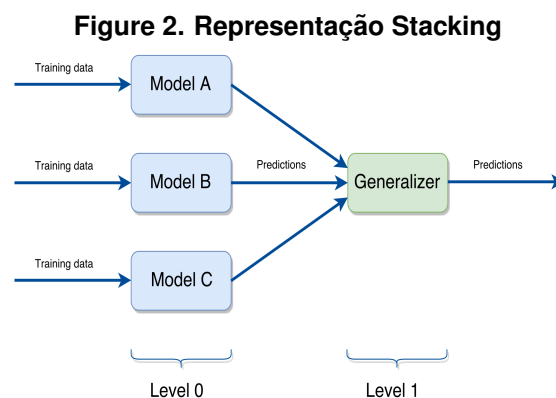 Figure 2. Representação Stacking
Training data
Model A
Training data
Model B
Predictions
Generalizer
Predictions
Training data
Model C
Level 0
Level 1